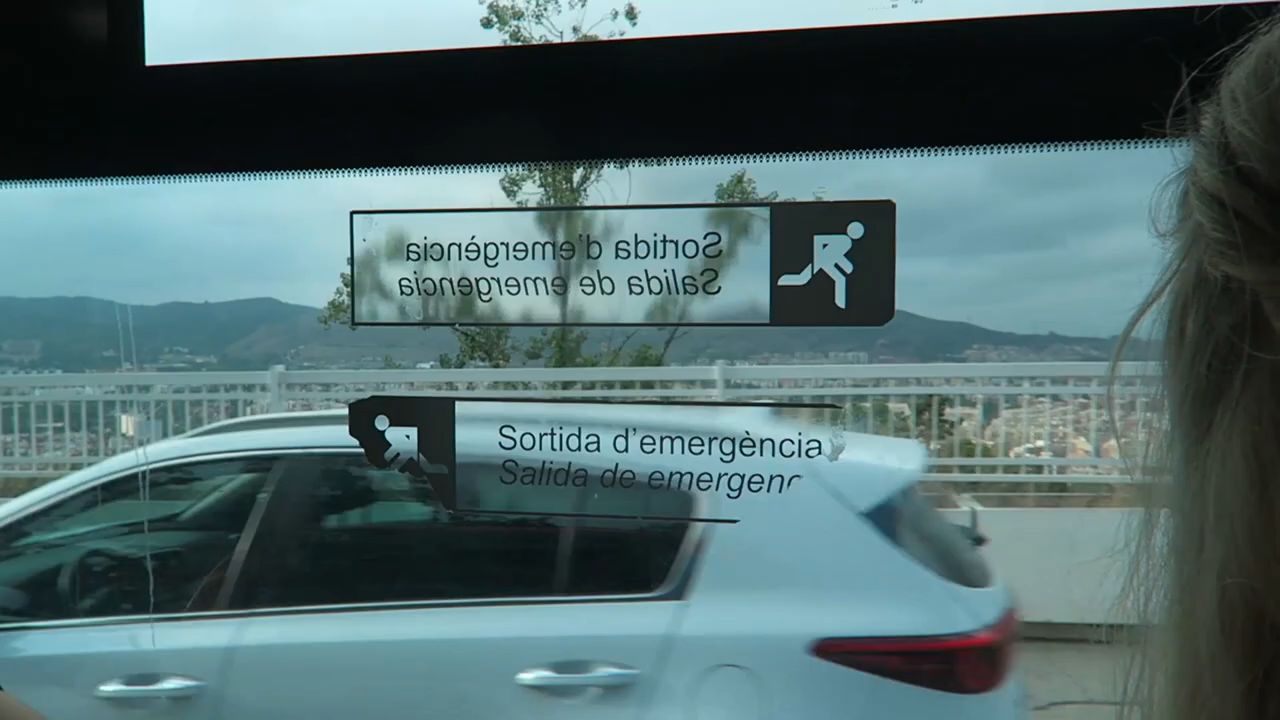 Sortida d'emergència
Salida de emergencia
Sortida d'emergència
Salida de emergenc